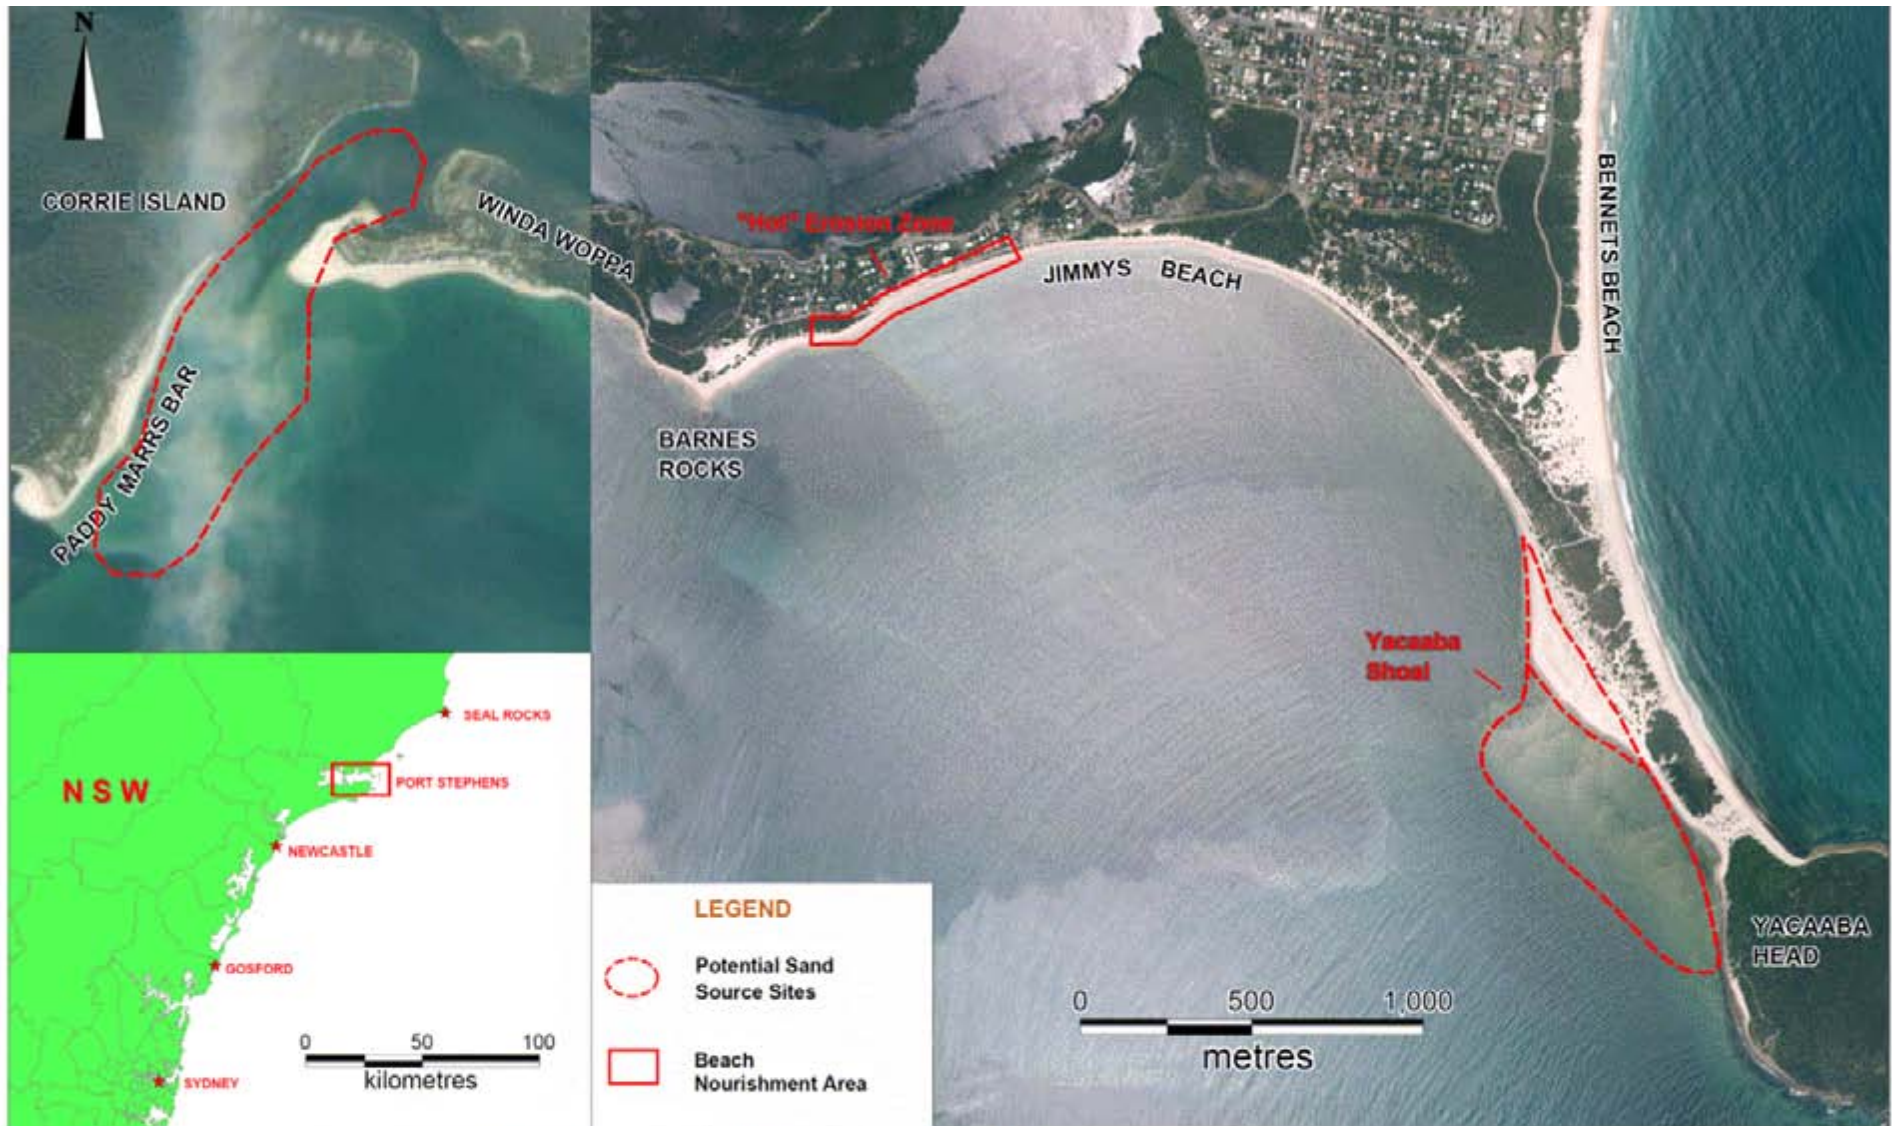 N
CORRIE ISLAND
WINDA WOPPA
PADDY MARRS BAR
"Hot" Erosion Zone
JIMMYS BEACH
BENNETS BEACH
BARNES
ROCKS
Yacaaba
Shoal
YACAABA
HEAD
0 500 1,000
metres
NSW
SEAL ROCKS
PORT STEPHENS
NEWCASTLE
GOSFORD
SYDNEY
0 50 100
kilometres
LEGEND
Potential Sand
Source Sites
Beach
Nourishment Area